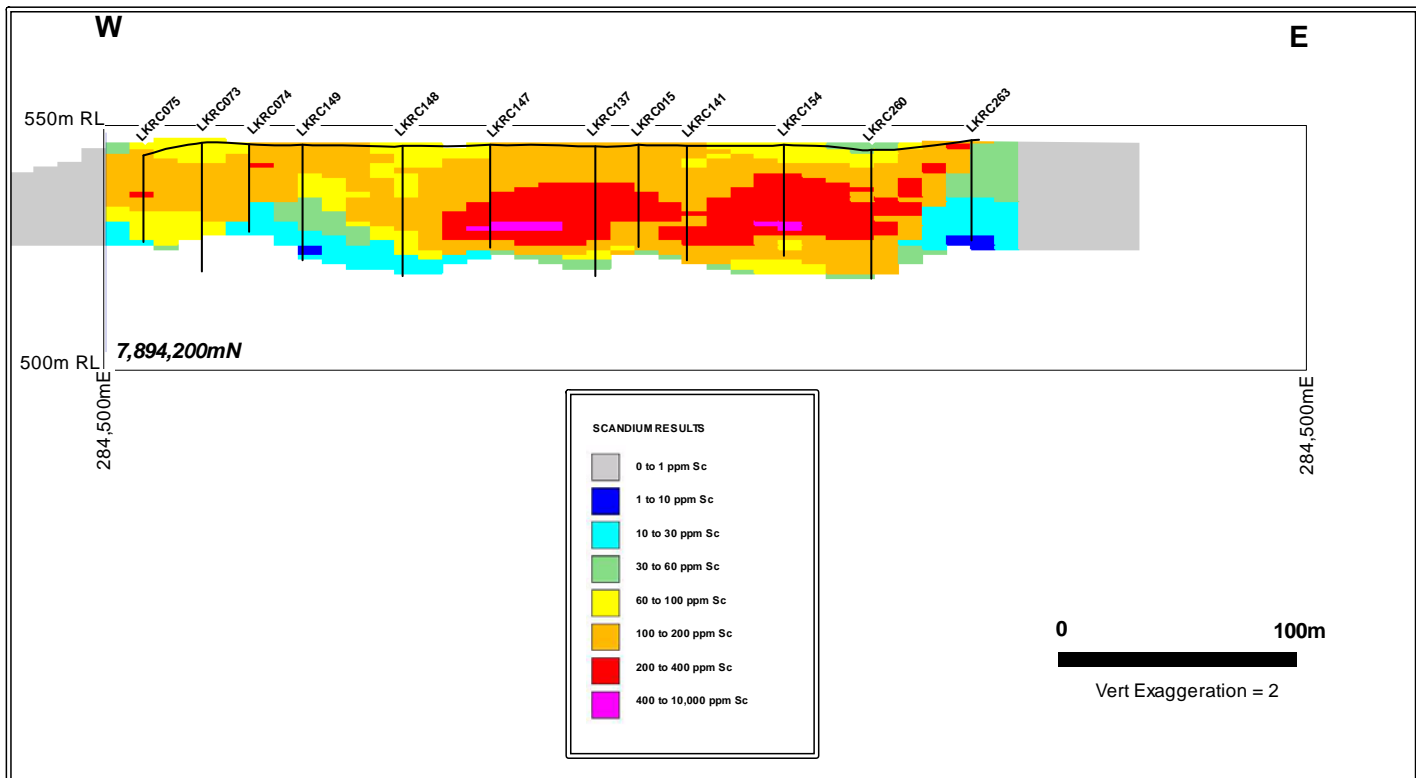 W
E
LKRC075
LKRC073
LKRC074
LKRC149
LKRC148
LKRC147
LKRC137
LKRC015
LKRC141
LKRC154
LKRC260
LKRC263
550m RL
7,894,200mN
500m RL
284,500mE
284,500mE
SCANDIUM RESULTS
0 to 1 ppm Sc
1 to 10 ppm Sc
10 to 30 ppm Sc
30 to 60 ppm Sc
60 to 100 ppm Sc
100 to 200 ppm Sc
200 to 400 ppm Sc
400 to 10,000 ppm Sc
0 100m
Vert Exaggeration = 2